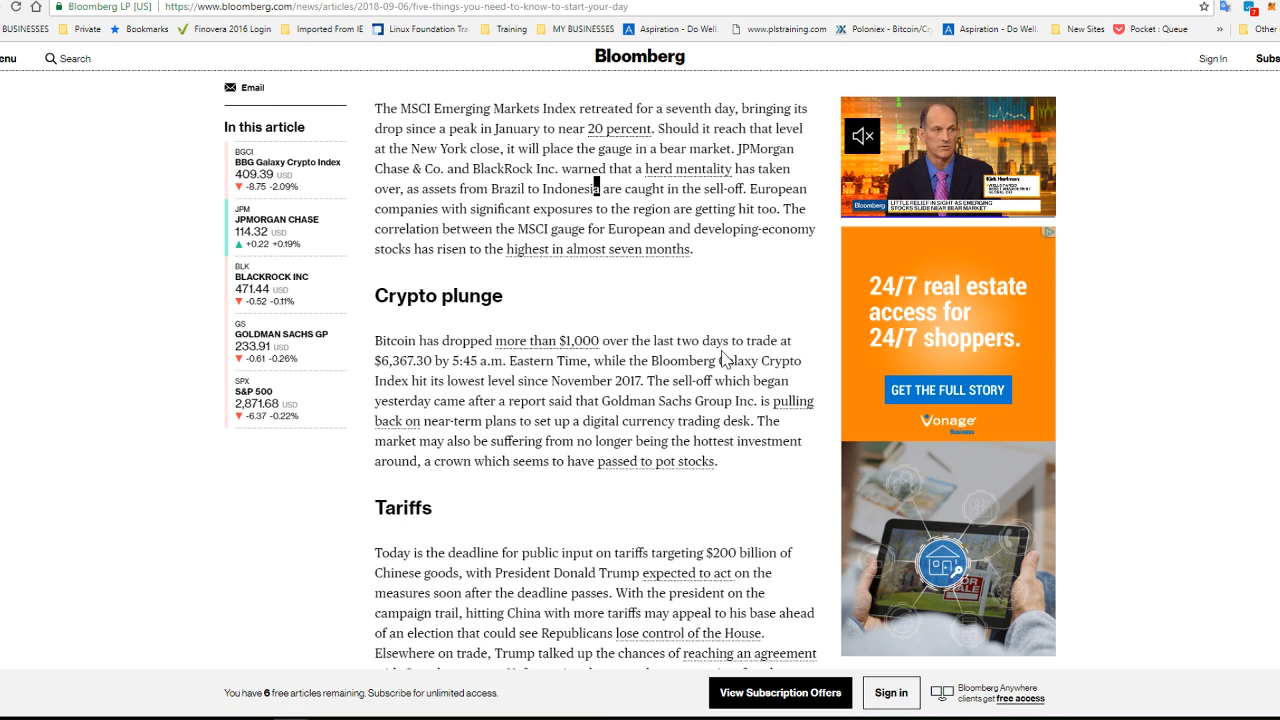 Bloomberg LP [US] https://www.bloomberg.com/news/articles/2018-09-06/five-things-you-need-to-know-to-start-your-day
BUSINESSES Private Bookmarks Finovera 2016 Login Imported From IE Linux Foundation Tra Training MY BUSINESSES Aspiration - Do Well. www.plstraining.com Poloniex - Bitcoin/Cry Aspiration - Do Well. New Sites Pocket : Queue » Other
enu Search Bloomberg Sign In Subs
Email
In this article
BGCI
BBG Galaxy Crypto Index
409.39 USD
-8.75 -2.09%
JPM
JPMORGAN CHASE
114.32 USD
+0.22 +0.19%
BLK
BLACKROCK INC
471.44 USD
-0.52 -0.11%
GS
GOLDMAN SACHS GP
233.91 USD
-0.61 -0.26%
SPX
S&P 500
2,871.68 USD
-6.37 -0.22%
The MSCI Emerging Markets Index retreated for a seventh day, bringing its
drop since a peak in January to near 20 percent. Should it reach that level
at the New York close, it will place the gauge in a bear market. JPMorgan
Chase & Co. and BlackRock Inc. warned that a herd mentality has taken
over, as assets from Brazil to Indonesia are caught in the sell-off. European
companies with significant exposures to the region are getting hit too. The
correlation between the MSCI gauge for European and developing-economy
stocks has risen to the highest in almost seven months.
Crypto plunge
Bitcoin has dropped more than $1,000 over the last two days to trade at
$6,367.30 by 5:45 a.m. Eastern Time, while the Bloomberg Galaxy Crypto
Index hit its lowest level since November 2017. The sell-off which began
yesterday came after a report said that Goldman Sachs Group Inc. is pulling
back on near-term plans to set up a digital currency trading desk. The
market may also be suffering from no longer being the hottest investment
around, a crown which seems to have passed to pot stocks.
Tariffs
Today is the deadline for public input on tariffs targeting $200 billion of
Chinese goods, with President Donald Trump expected to act on the
measures soon after the deadline passes. With the president on the
campaign trail, hitting China with more tariffs may appeal to his base ahead
of an election that could see Republicans lose control of the House.
Elsewhere on trade, Trump talked up the chances of reaching an agreement
Kirk Hartman
WELLS FARGO
ASSET MANAGEMENT
GLOBAL CIO
Bloomberg
LITTLE RELIEF IN SIGHT AS EMERGING
STOCKS SLIDE NEAR BEAR MARKET
24/7 real estate
access for
24/7 shoppers.
GET THE FULL STORY
Vonage
Business
FOR
SALE
You have 6 free articles remaining. Subscribe for unlimited access.
View Subscription Offers
Sign in
Bloomberg Anywhere
clients get free access